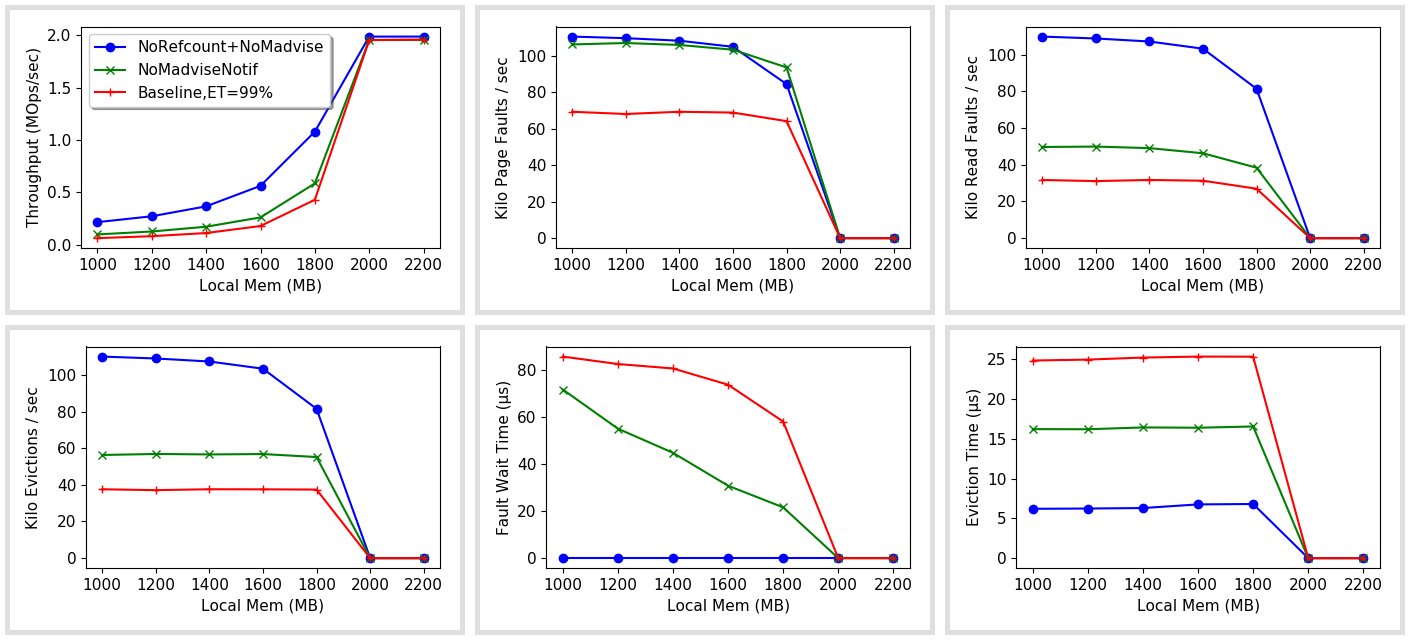 Throughput (MOps/sec)
2.0
1.5
1.0
0.5
0.0
NoRefcount+NoMadvise
NoMadviseNotif
Baseline,ET=99%
1000 1200 1400 1600 1800 2000 2200
Local Mem (MB)
Kilo Page Faults / sec
100
80
60
40
20
0
1000 1200 1400 1600 1800 2000 2200
Local Mem (MB)
Kilo Read Faults / sec
100
80
60
40
20
0
1000 1200 1400 1600 1800 2000 2200
Local Mem (MB)
Kilo Evictions / sec
100
80
60
40
20
0
1000 1200 1400 1600 1800 2000 2200
Local Mem (MB)
Fault Wait Time (μs)
80
60
40
20
0
1000 1200 1400 1600 1800 2000 2200
Local Mem (MB)
Eviction Time (μs)
25
20
15
10
5
0
1000 1200 1400 1600 1800 2000 2200
Local Mem (MB)